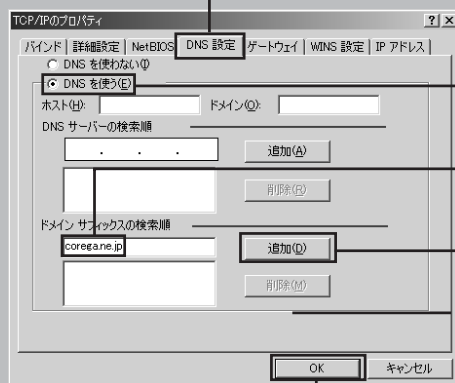 TCP/IPのプロパティ
バインド 詳細設定 NetBIOS DNS 設定 ゲートウェイ WINS 設定 IP アドレス
DNS を使わない(I)
DNS を使う(E)
ホスト(H): ドメイン(O):
DNS サーバーの検索順
. . . 追加(A)
削除(R)
ドメイン サフィックスの検索順
corega.ne.jp 追加(D)
削除(M)
OK キャンセル